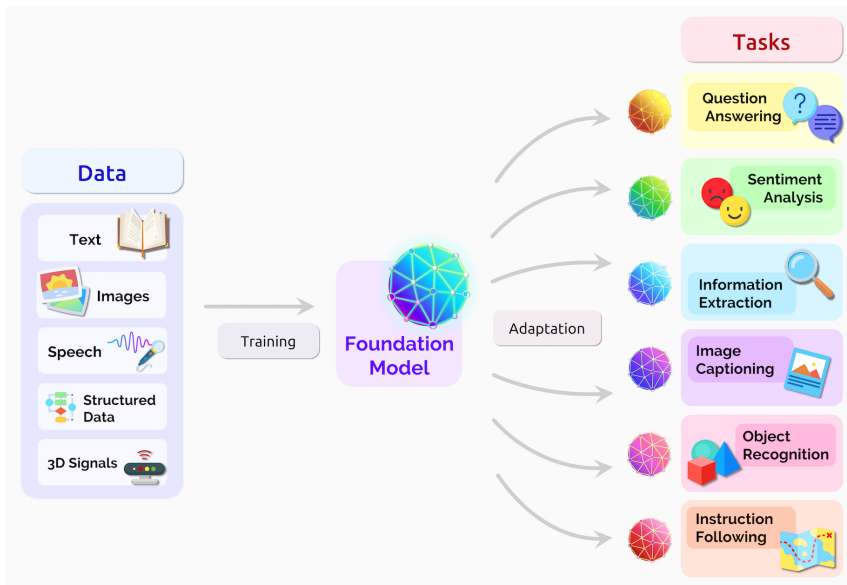 Data
Text
Images
Speech
Structured
Data
3D Signals
Training
Foundation
Model
Adaptation
Tasks
Question
Answering
Sentiment
Analysis
Information
Extraction
Image
Captioning
Object
Recognition
Instruction
Following